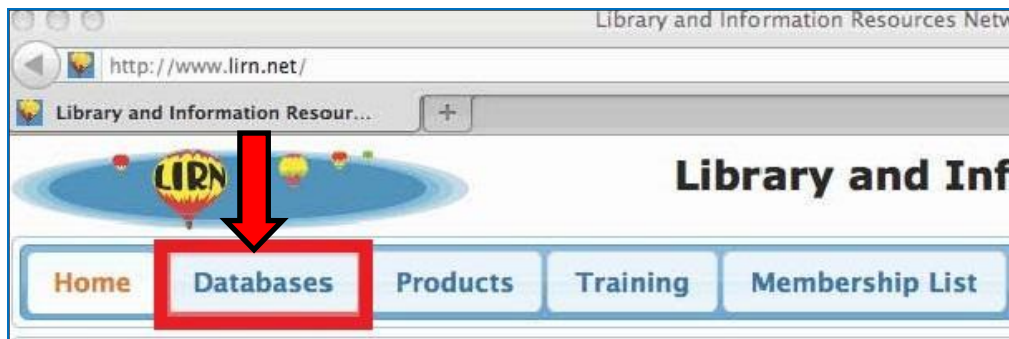 Library and Information Resources Netw
http://www.lirn.net/
Library and Information Resour...
LIRN
Library and Inf
Home Databases Products Training Membership List